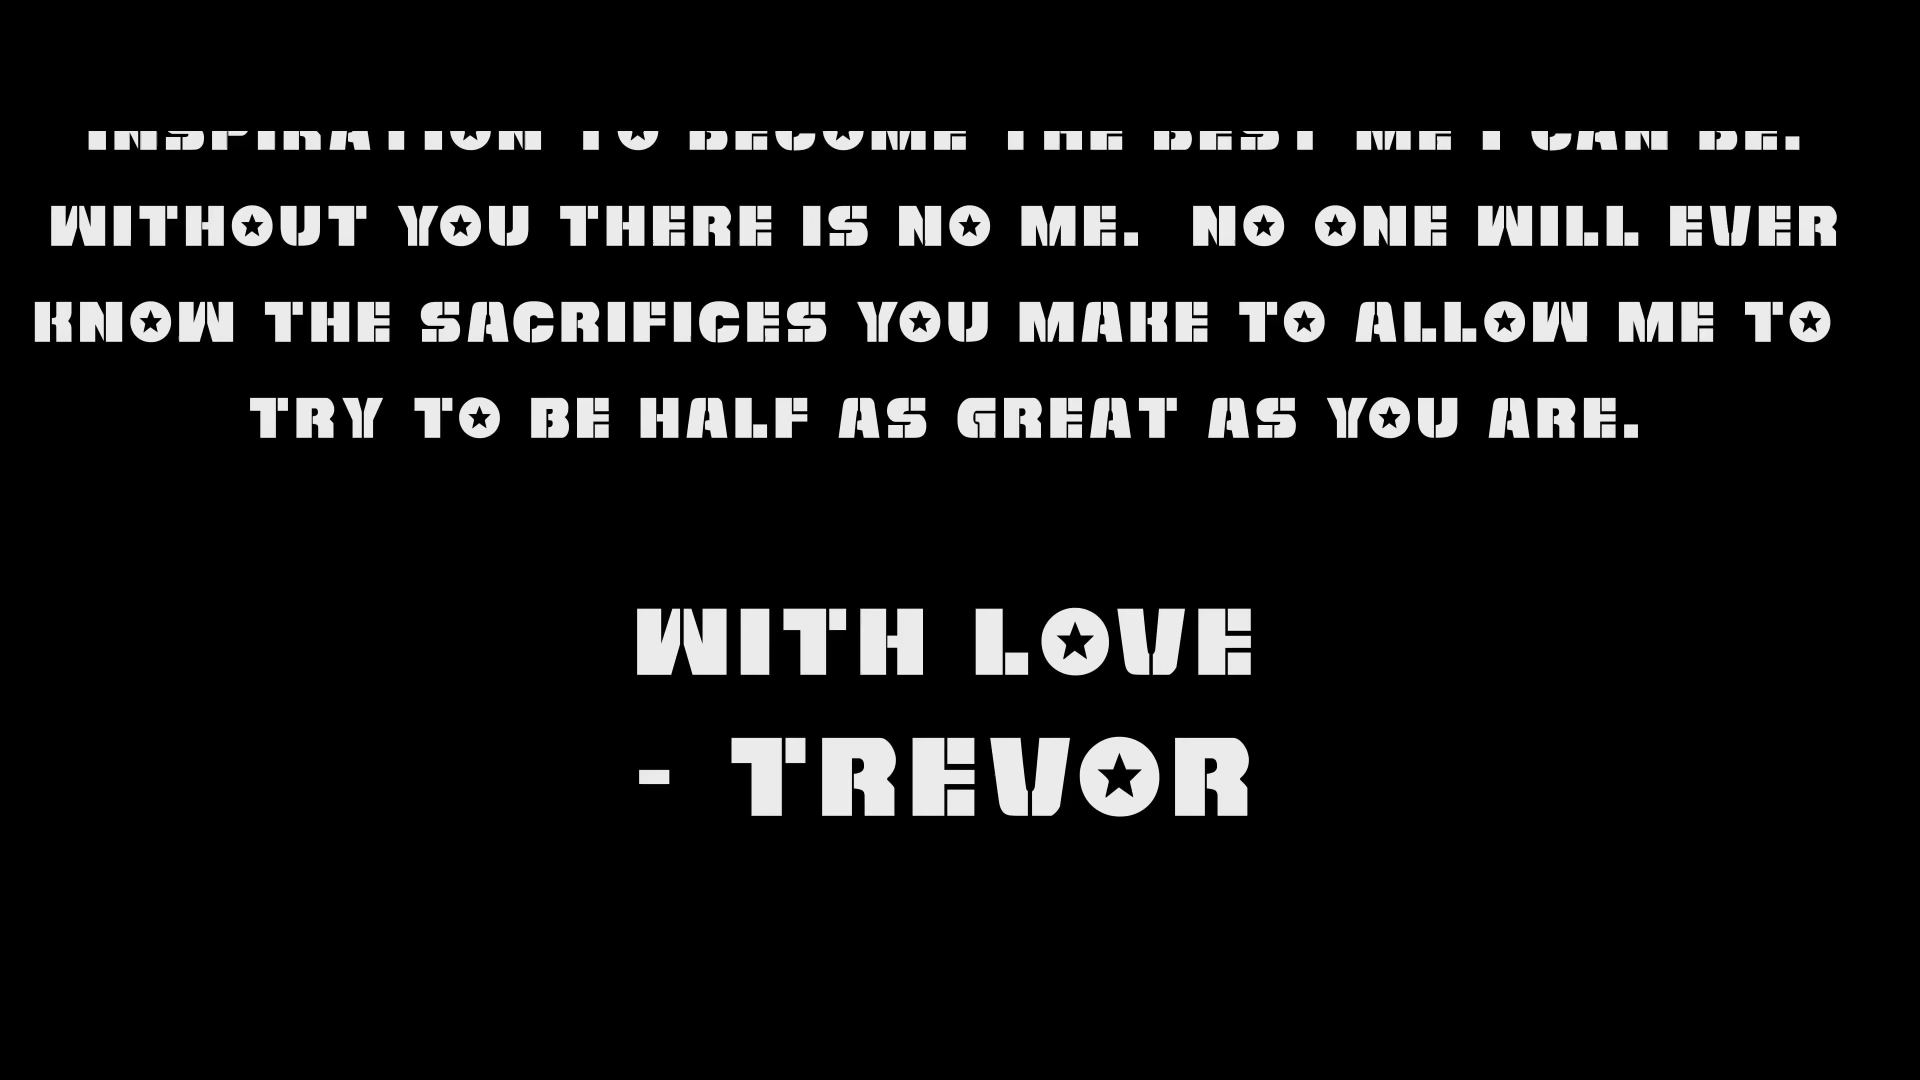 INSPIRATION TO BECOME THE BEST ME I CAN BE.
WITHOUT YOU THERE IS NO ME. NO ONE WILL EVER
KNOW THE SACRIFICES YOU MAKE TO ALLOW ME TO
TRY TO BE HALF AS GREAT AS YOU ARE.
WITH LOVE
- TREVOR